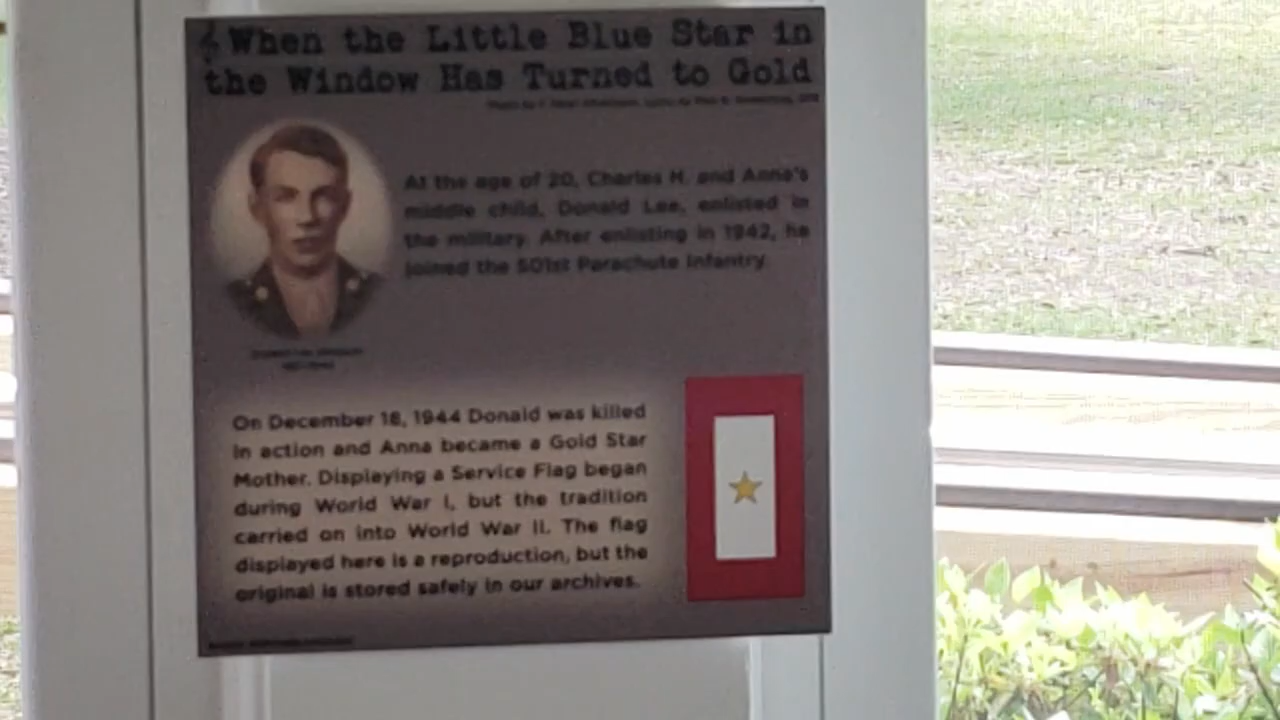 When the Little Blue Star in
the Window Has Turned to Gold
At the age of 20, Charles H. and Anna's
middle child, Donald Lee, enlisted in
the military. After enlisting in 1942, he
joined the 501st Parachute Infantry.
On December 18, 1944 Donald was killed
in action and Anna became a Gold Star
Mother. Displaying a Service Flag began
during World War I, but the tradition
carried on into World War II. The flag
displayed here is a reproduction, but the
original is stored safely in our archives.